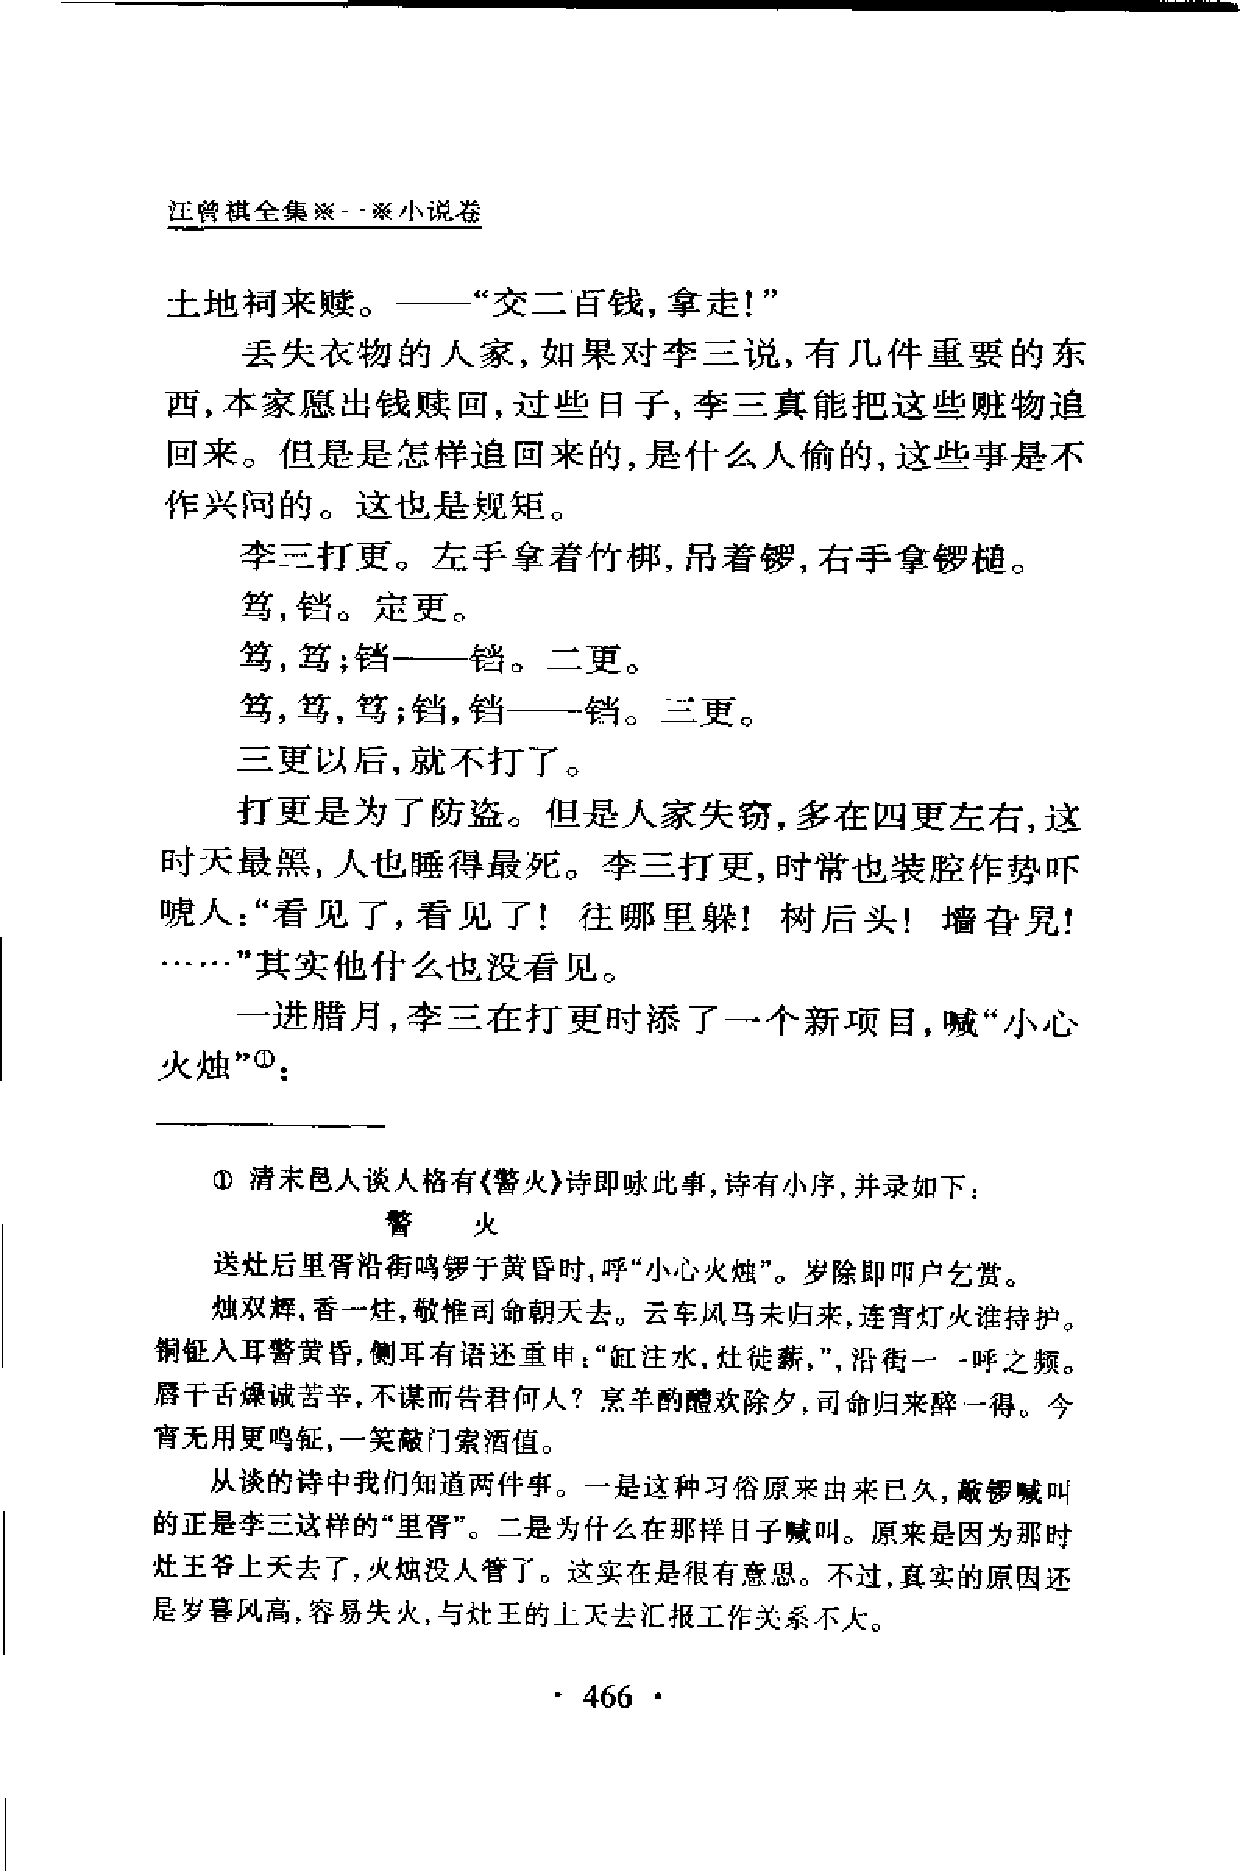 汪曾祺全集※一※小说卷
土地祠来赎。——“交二百钱,拿走!”
丢失衣物的人家,如果对李三说,有几件重要的东
西,本家愿出钱赎回,过些日子,李三真能把这些赃物追
回来。但是是怎样追回来的,是什么人偷的,这些事是不
作兴问的。这也是规矩。
李三打更。左手拿着竹梆,吊着锣,右手拿锣槌。
笃,铛。定更。
笃,笃;铛——铛。二更。
笃,笃,笃;铛,铛——铛。三更。
三更以后,就不打了。
打更是为了防盗。但是人家失窃,多在四更左右,这
时天最黑,人也睡得最死。李三打更,时常也装腔作势吓
唬人:“看见了,看见了!往哪里躲!树后头!墙旮旯!
……”其实他什么也没看见。
一进腊月,李三在打更时添了一个新项目,喊“小心
火烛”①:
① 清末邑人谈人格有《警火》诗即咏此事,诗有小序,并录如下:
警 火
送灶后里胥沿街鸣锣于黄昏时,呼“小心火烛”。岁除即叩户乞赏。
烛双辉,香一炷,敬惟司命朝天去。云车风马未归来,连宵灯火谁持护。
铜钲入耳警黄昏,侧耳有语还重申:“缸注水,灶徙薪,”,沿街一一呼之频。
唇干舌燥诚苦辛,不谋而告君何人?烹羊酌醴欢除夕,司命归来醉一得。今
宵无用更鸣钲,一笑敲门索酒值。
从谈的诗中我们知道两件事。一是这种习俗原来由来已久,敲锣喊叫
的正是李三这样的“里胥”。二是为什么在那样日子喊叫。原来是因为那时
灶王爷上天去了,火烛没人管了。这实在是很有意思。不过,真实的原因还
是岁暮风高,容易失火,与灶王的上天去汇报工作关系不大。
· 466 ·